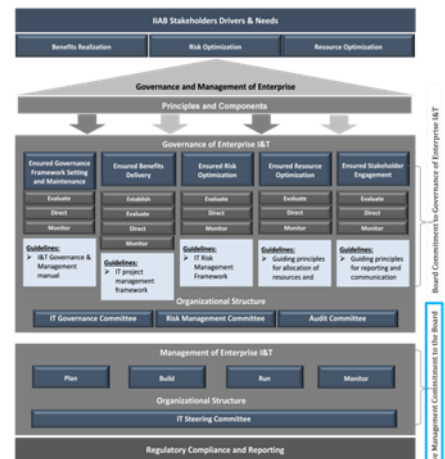 IIAB Stakeholders Drivers & Needs
Benefits Realization
Risk Optimization
Resource Optimization
Governance and Management of Enterprise
Principles and Components
Governance of Enterprise I&T
Ensured Governance
Framework Setting
and Maintenance
Evaluate
Direct
Monitor
Guidelines:
➢ I&T Governance &
Management
manual
Ensured Benefits
Delivery
Establish
Evaluate
Direct
Monitor
Guidelines:
➢ IT project
management
framework
Ensured Risk
Optimization
Evaluate
Direct
Monitor
Guidelines:
➢ IT Risk
Management
Framework
Ensured Resource
Optimization
Evaluate
Direct
Monitor
Guidelines:
➢ Guiding principles
for allocation of
resources and
Ensured Stakeholder
Engagement
Evaluate
Direct
Monitor
Guidelines:
➢ Guiding principles
for reporting and
communication
Organizational Structure
IT Governance Committee
Risk Management Committee
Audit Committee
Board Commitment to Governance of Enterprise I&T
Management of Enterprise I&T
Plan
Build
Run
Monitor
Organizational Structure
IT Steering Committee
Management Commitment to the Board
Regulatory Compliance and Reporting